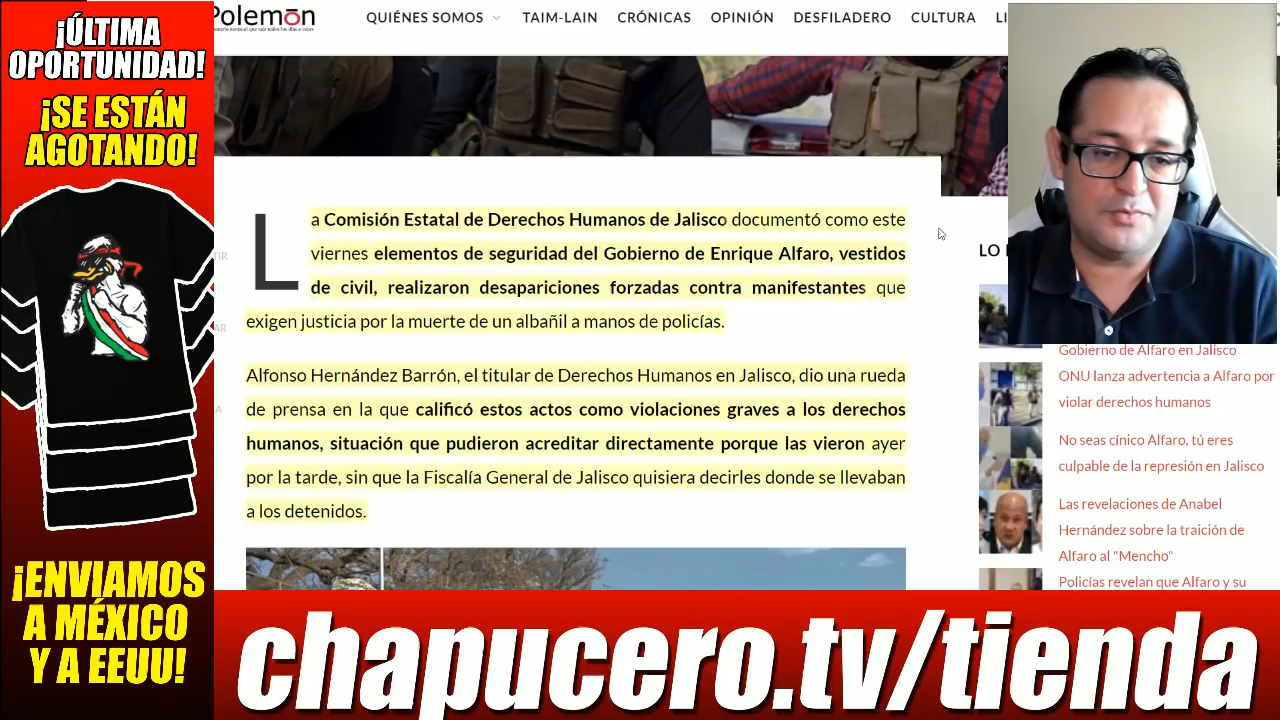 ¡ÚLTIMA
OPORTUNIDAD!
¡SE ESTÁN
AGOTANDO!
¡ENVIAMOS
A MÉXICO
Y A EEUU!
Polemón
QUIÉNES SOMOS
TAIM-LAIN
CRÓNICAS
OPINIÓN
DESFILADERO
CULTURA
LI
La Comisión Estatal de Derechos Humanos de Jalisco documentó como este
viernes elementos de seguridad del Gobierno de Enrique Alfaro, vestidos
de civil, realizaron desapariciones forzadas contra manifestantes que
exigen justicia por la muerte de un albañil a manos de policías.
Alfonso Hernández Barrón, el titular de Derechos Humanos en Jalisco, dio una rueda
de prensa en la que calificó estos actos como violaciones graves a los derechos
humanos, situación que pudieron acreditar directamente porque las vieron ayer
por la tarde, sin que la Fiscalía General de Jalisco quisiera decirles donde se llevaban
a los detenidos.
TIR
AR
A
LO
Gobierno de Alfaro en Jalisco
ONU lanza advertencia a Alfaro por
violar derechos humanos
No seas cínico Alfaro, tú eres
culpable de la represión en Jalisco
Las revelaciones de Anabel
Hernández sobre la traición de
Alfaro al "Mencho"
Policías revelan que Alfaro y su
chapucero.tv/tienda